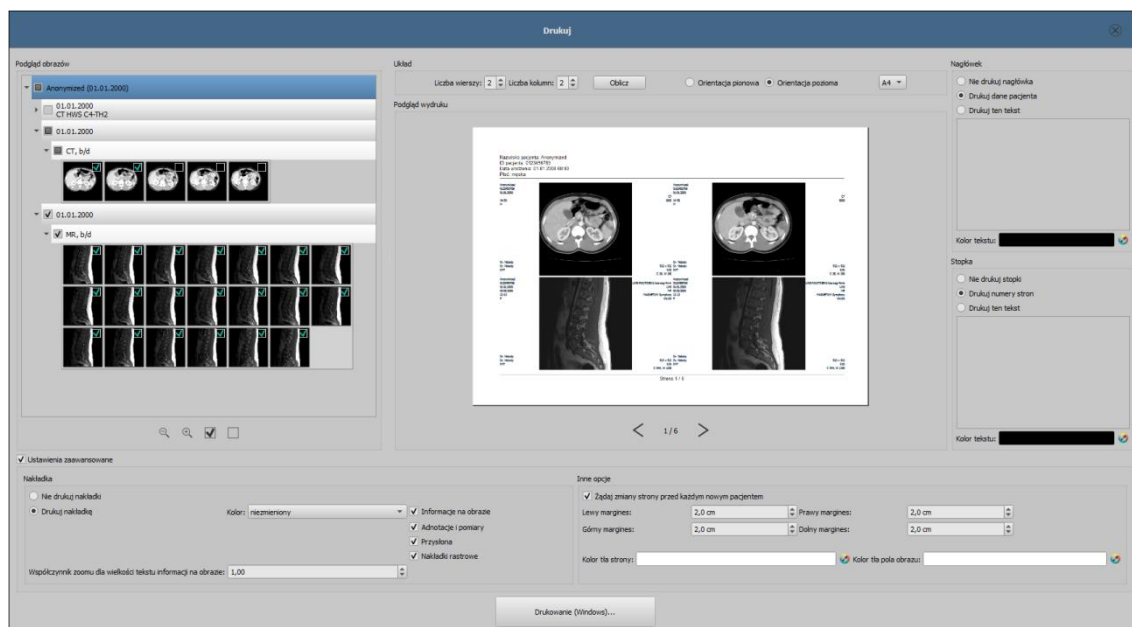 Drukuj
Podgląd obrazów
Anonymized (01.01.2000)
01.01.2000
CT HWS C4-TH2
01.01.2000
CT, b/d
01.01.2000
MR, b/d
Układ
Liczba wierszy: 2 Liczba kolumn: 2 Oblicz Orientacja pionowa Orientacja pozioma A4
Podgląd wydruku
Nazwisko pacjenta: Anonymized
Płeć: męska
Strona 1 / 6
1 / 6
Nagłówek
Nie drukuj nagłówka
Drukuj dane pacjenta
Drukuj ten tekst
Kolor tekstu:
Stopka
Nie drukuj stopki
Drukuj numery stron
Drukuj ten tekst
Kolor tekstu:
Ustawienia zaawansowane
Nakładka
Nie drukuj nakładki
Drukuj nakładkę Kolor: niezmieniony Informacje na obrazie
Adnotacje i pomiary
Przysłona
Nakładki rastrowe
Współczynnik zoomu dla wielkości tekstu informacji na obrazie: 1,00
Inne opcje
Żądaj zmiany strony przed każdym nowym pacjentem
Lewy margines: 2,0 cm Prawy margines: 2,0 cm
Górny margines: 2,0 cm Dolny margines: 2,0 cm
Kolor tła strony: Kolor tła pola obrazu:
Drukowanie (Windows)...